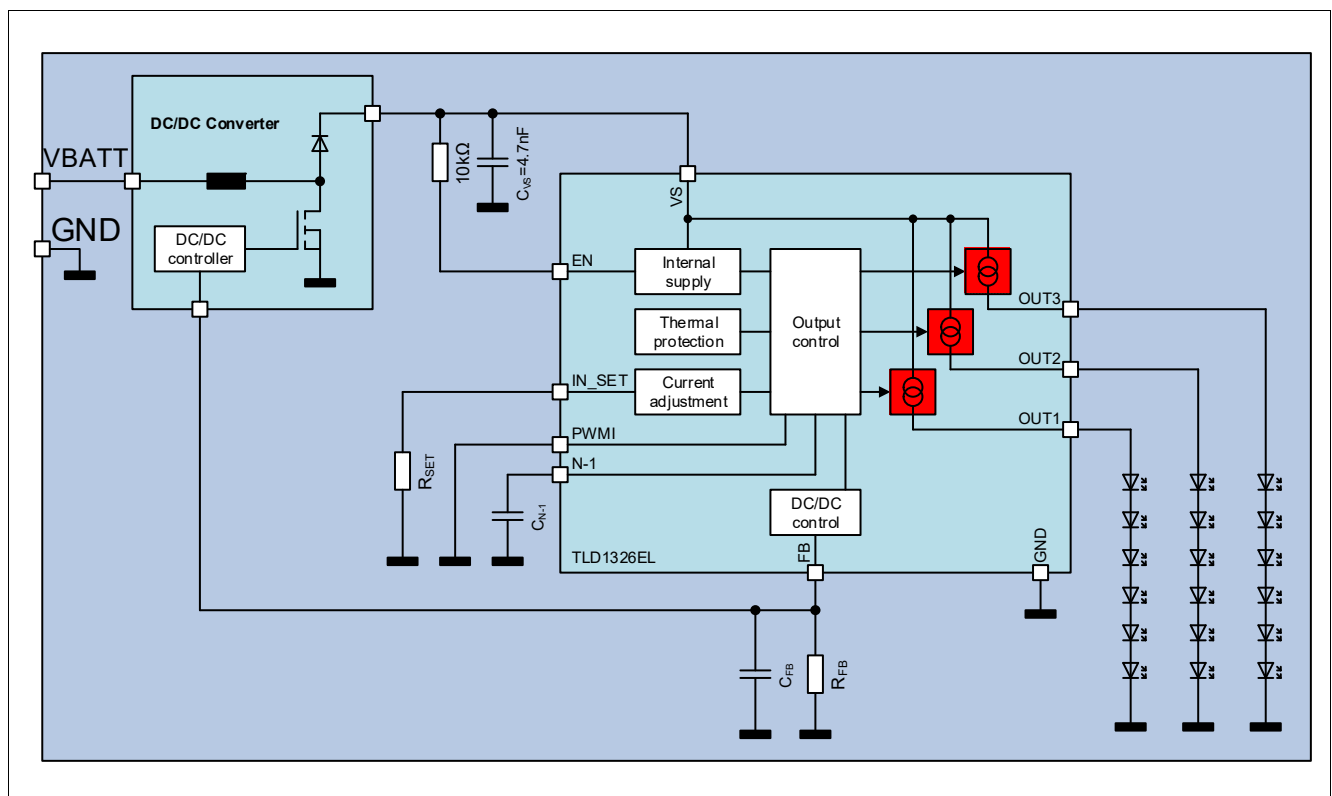 DC/DC Converter
VBATT
GND
DC/DC
controller
10kΩ
CVS=4.7nF
VS
EN
Internal
supply
Thermal
protection
Output
control
IN_SET
Current
adjustment
PWMI
N-1
RSET
CN-1
DC/DC
control
FB
TLD1326EL
GND
OUT3
OUT2
OUT1
CFB
RFB